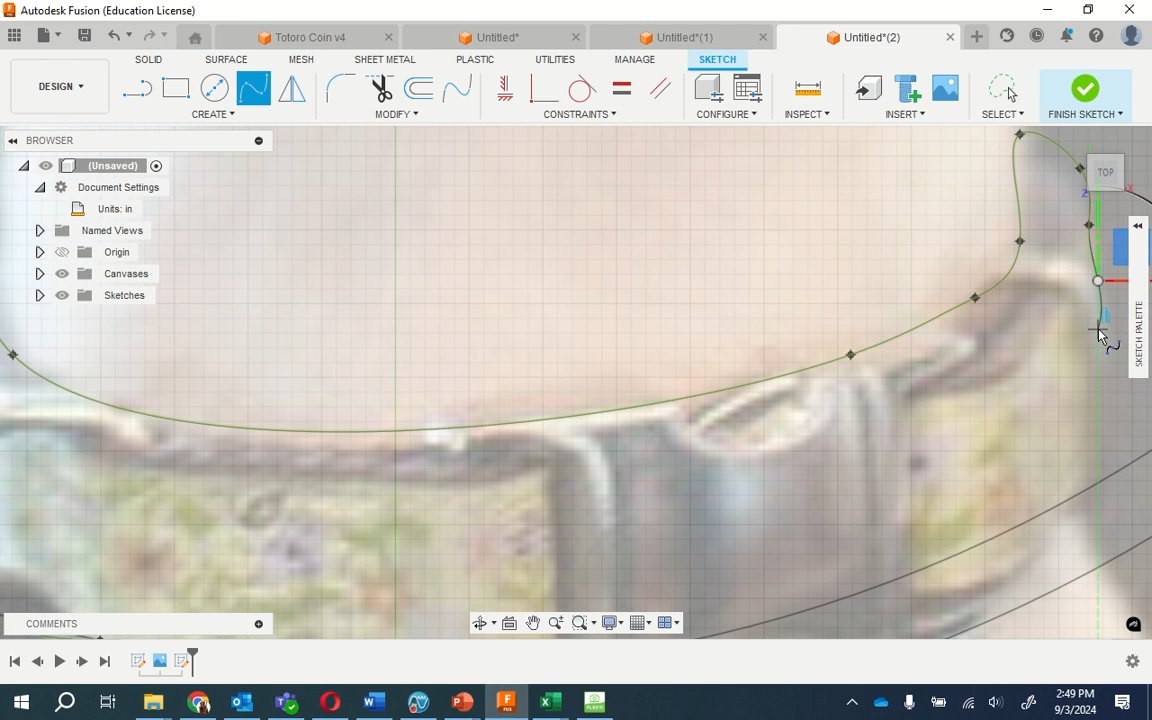 Autodesk Fusion (Education License)
Totoro Coin v4
Untitled*
Untitled*(1)
Untitled*(2)
DESIGN
SOLID
SURFACE
MESH
SHEET METAL
PLASTIC
UTILITIES
MANAGE
SKETCH
CREATE
MODIFY
CONSTRAINTS
CONFIGURE
INSPECT
INSERT
SELECT
FINISH SKETCH
BROWSER
(Unsaved)
Document Settings
Units: in
Named Views
Origin
Canvases
Sketches
TOP
Z
X
SKETCH PALETTE
COMMENTS
2:49 PM
9/3/2024